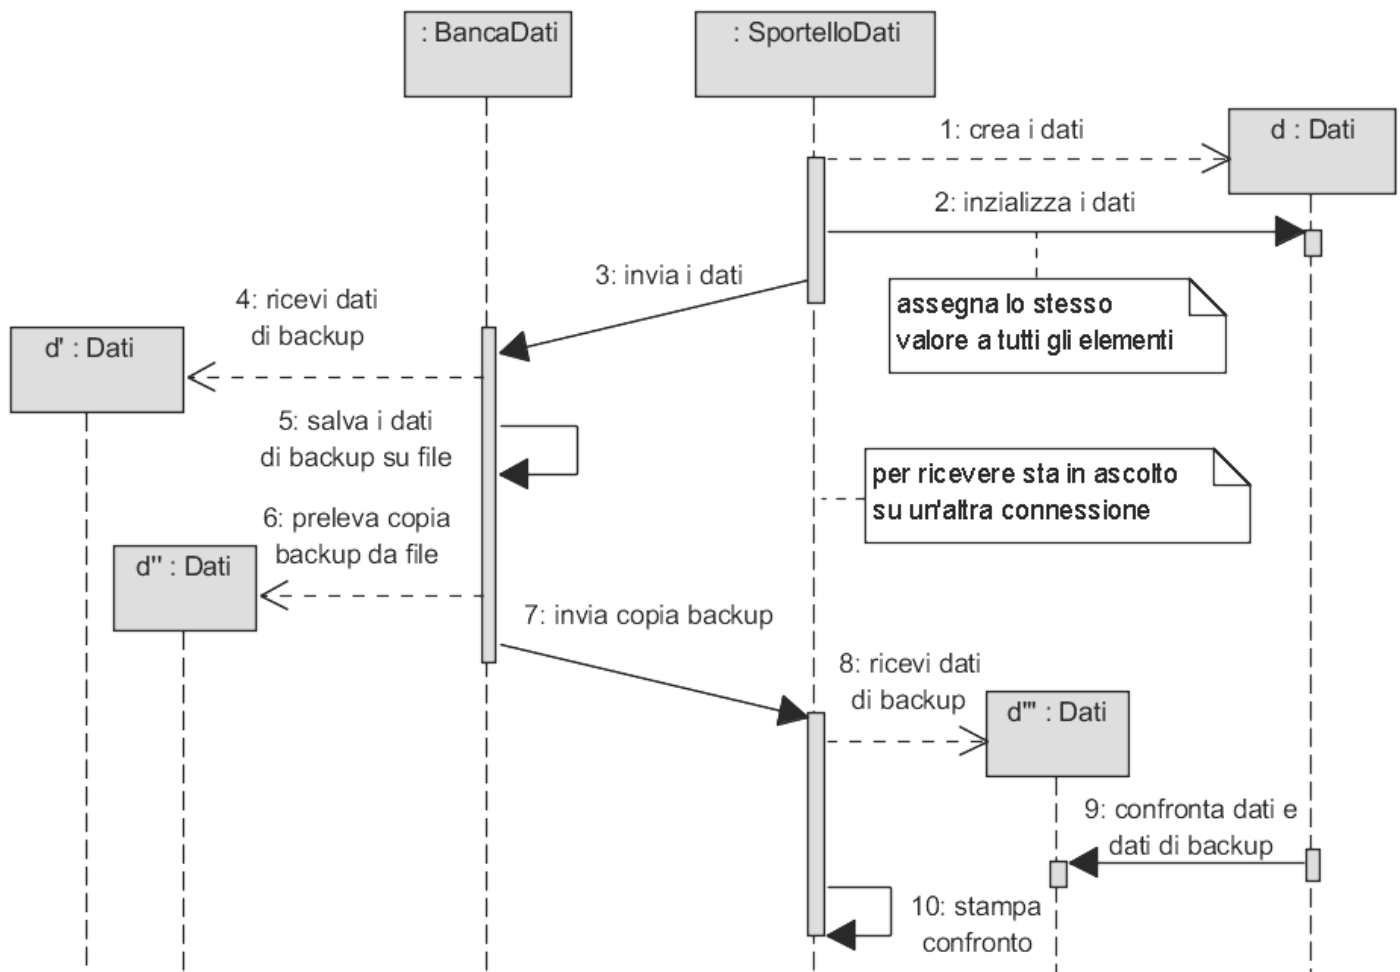 : BancaDati
: SportelloDati
1: crea i dati
d : Dati
2: inzializza i dati
3: invia i dati
assegna lo stesso
valore a tutti gli elementi
4: ricevi dati
di backup
d' : Dati
5: salva i dati
di backup su file
per ricevere sta in ascolto
su un'altra connessione
6: preleva copia
backup da file
d'' : Dati
7: invia copia backup
8: ricevi dati
di backup
d''' : Dati
9: confronta dati e
dati di backup
10: stampa
confronto